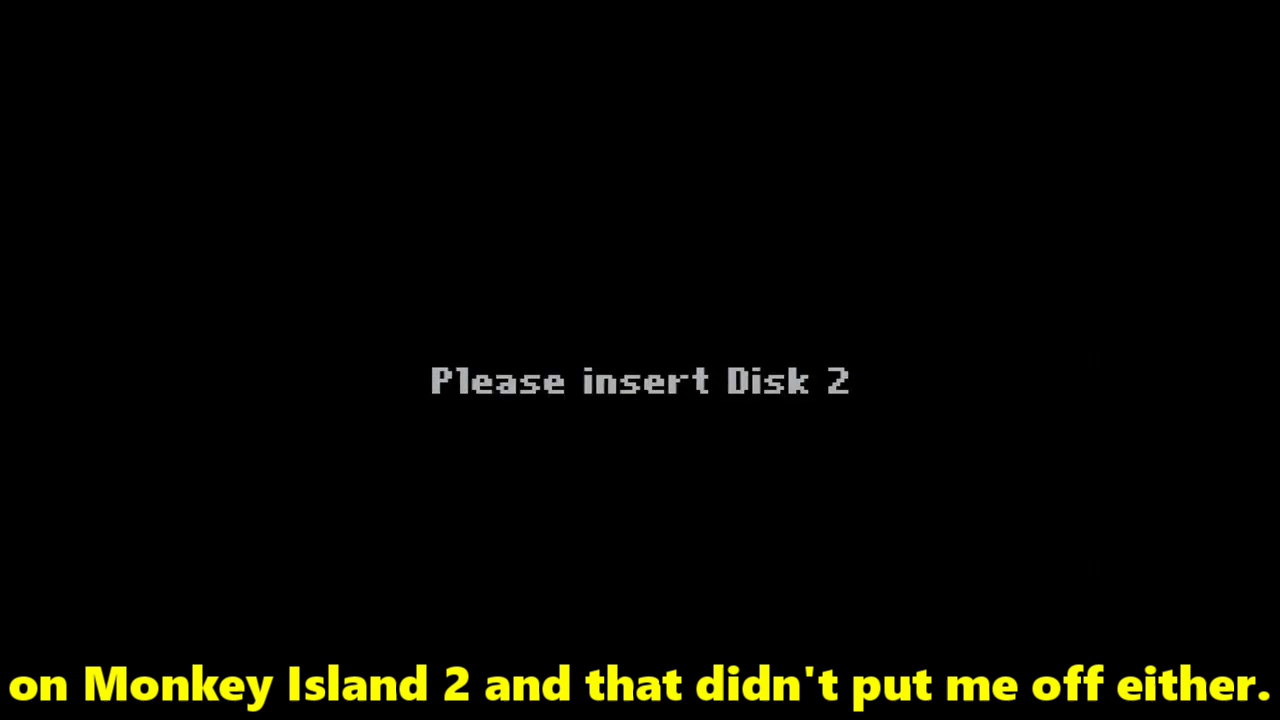 Please insert Disk 2
on Monkey Island 2 and that didn't put me off either.